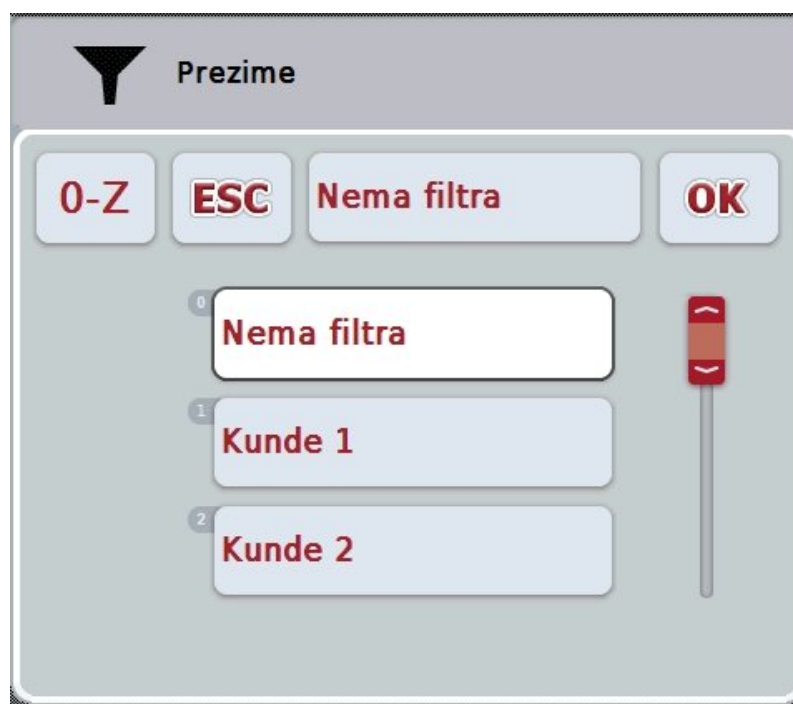 Prezime
0-Z ESC Nema filtra OK
0
Nema filtra
1
Kunde 1
2
Kunde 2